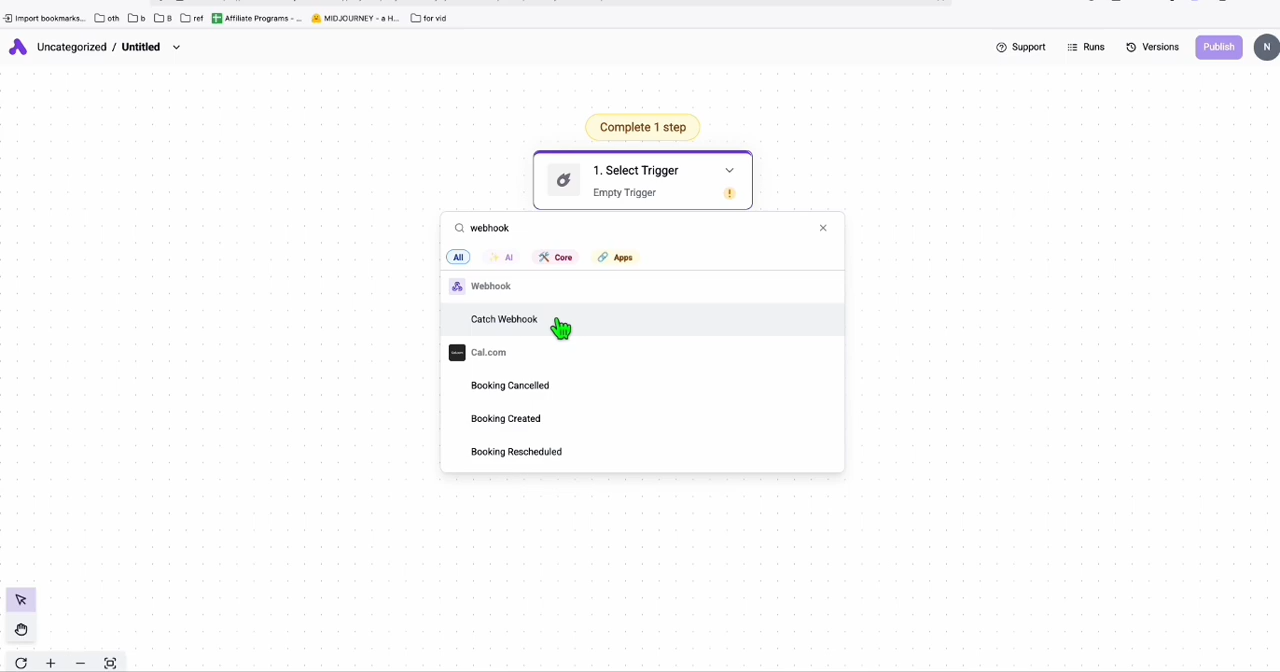 Import bookmarks... oth b B ref Affiliate Programs - ... MIDJOURNEY - a H... for vid
Uncategorized / Untitled Support Runs Versions Publish N
Complete 1 step
1. Select Trigger
Empty Trigger
webhook
All AI Core Apps
Webhook
Catch Webhook
Cal.com Cal.com
Booking Cancelled
Booking Created
Booking Rescheduled